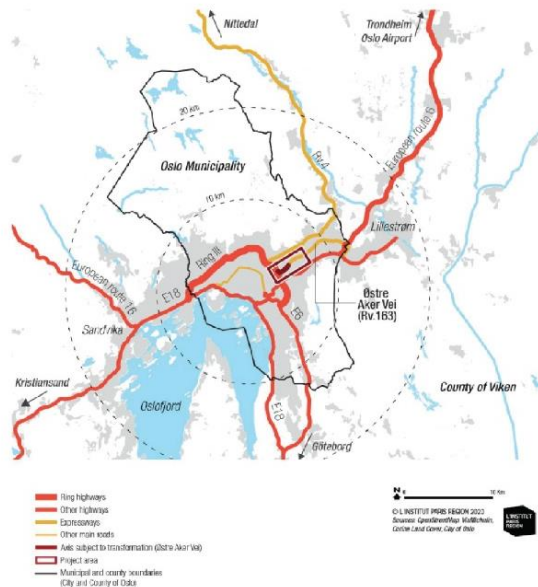 Nittedal
Trondheim
Oslo Airport
20 km
Rv.4
European route 6
Oslo Municipality
10 km
Lillestrøm
Ring III
European route 16
E18
Østre
Aker Vei
(Rv.163)
Sandvika
E6
County of Viken
Kristiansand
Oslofjord
E18
Göteborg
Ring highways
Other highways
Expressways
Other main roads
Axis subject to transformation (Østre Aker Vei)
Project area
Municipal and county boundaries
(City and County of Oslo)
N
0
10 Km
© L'INSTITUT PARIS REGION 2022
Sources: OpenStreetMap,
Corine Land Cover, City of Oslo
L'INSTITUT
PARIS
REGION